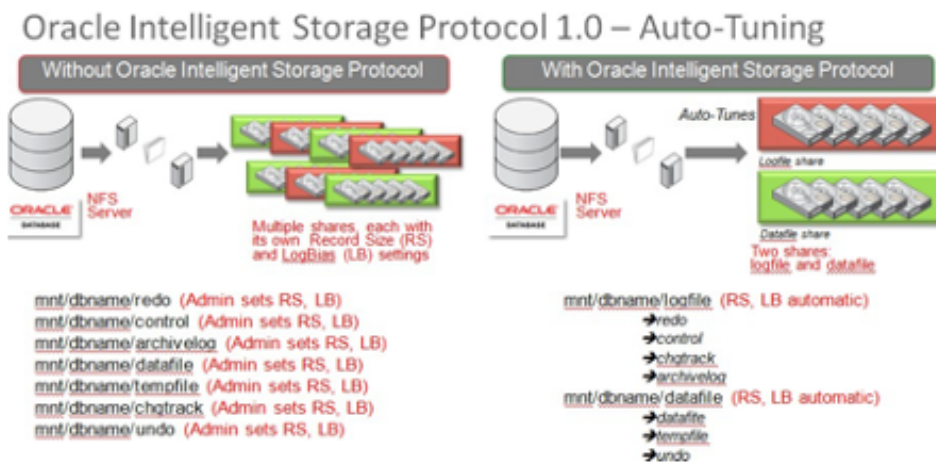 Oracle Intelligent Storage Protocol 1.0 – Auto-Tuning
Without Oracle Intelligent Storage Protocol
NFS
Server
ORACLE
DATABASE
Multiple shares, each with
its own Record Size (RS)
and LogBias (LB) settings
mnt/dbname/redo (Admin sets RS, LB)
mnt/dbname/control (Admin sets RS, LB)
mnt/dbname/archivelog (Admin sets RS, LB)
mnt/dbname/datafile (Admin sets RS, LB)
mnt/dbname/tempfile (Admin sets RS, LB)
mnt/dbname/chgtrack (Admin sets RS, LB)
mnt/dbname/undo (Admin sets RS, LB)
With Oracle Intelligent Storage Protocol
Auto-Tunes
Logfile share
NFS
Server
ORACLE
DATABASE
Datafile share
Two shares:
logfile and datafile
mnt/dbname/logfile (RS, LB automatic)
➔redo
➔control
➔chgtrack
➔archivelog
mnt/dbname/datafile (RS, LB automatic)
➔datafile
➔tempfile
➔undo